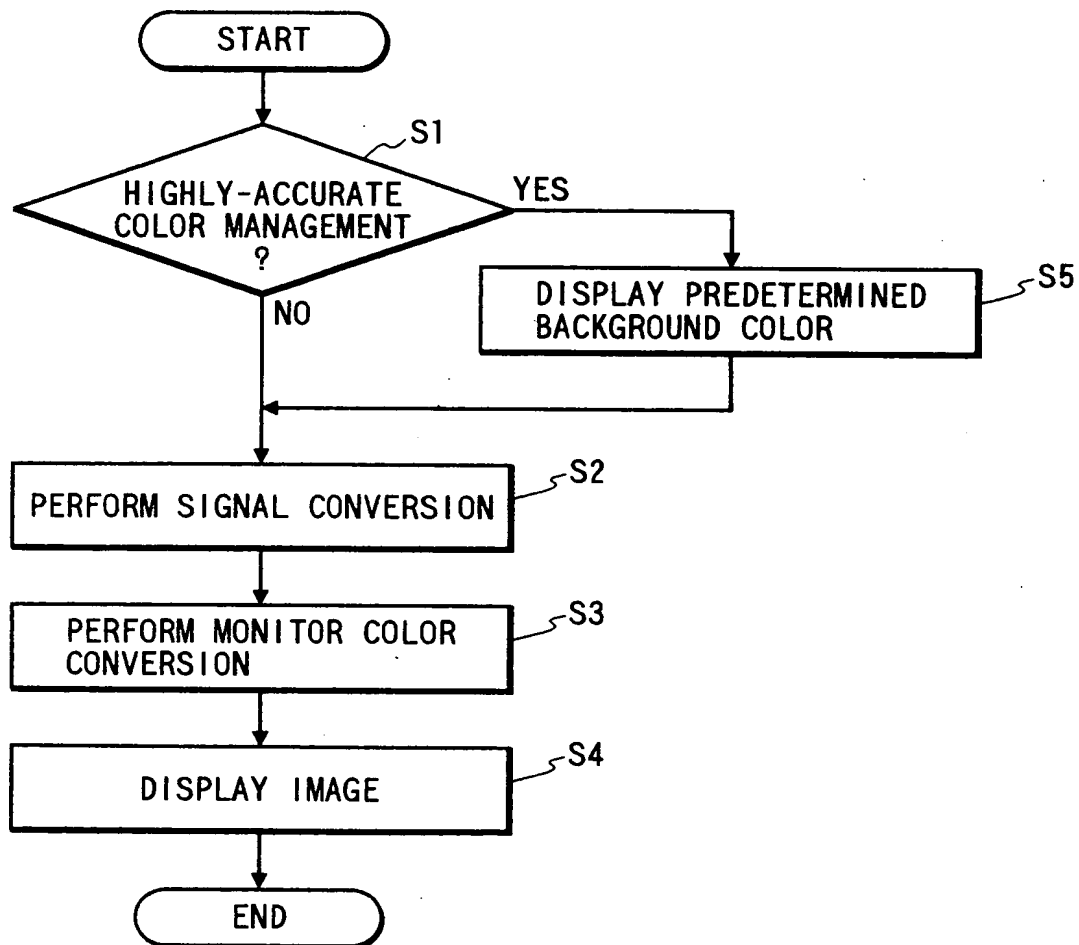 START
S1
HIGHLY-ACCURATE
COLOR MANAGEMENT
?
YES
NO
S5
DISPLAY PREDETERMINED
BACKGROUND COLOR
S2
PERFORM SIGNAL CONVERSION
S3
PERFORM MONITOR COLOR
CONVERSION
S4
DISPLAY IMAGE
END